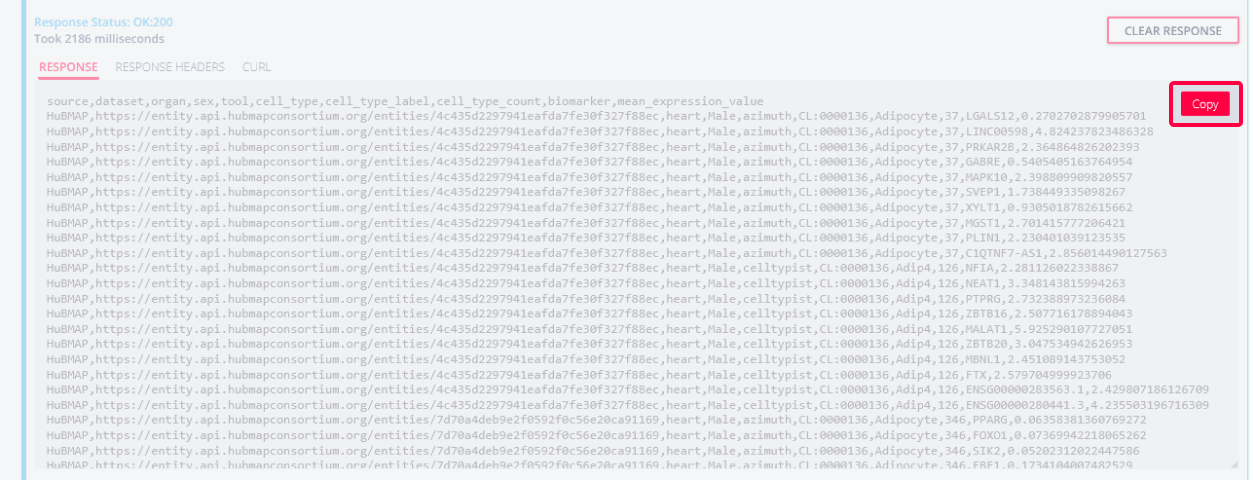 Response Status: OK:200
Took 2186 milliseconds
CLEAR RESPONSE
RESPONSE RESPONSE HEADERS CURL
Copy
source,dataset,organ,sex,tool,cell_type,cell_type_label,cell_type_count,biomarker,mean_expression_value
HuBMAP,https://entity.api.hubmapconsortium.org/entities/4c435d2297941eafda7fe30f327f88ec,heart,Male,azimuth,CL:0000136,Adipocyte,37,LGALS12,0.2702702879905701
HuBMAP,https://entity.api.hubmapconsortium.org/entities/4c435d2297941eafda7fe30f327f88ec,heart,Male,azimuth,CL:0000136,Adipocyte,37,LINC00598,4.824237823486328
HuBMAP,https://entity.api.hubmapconsortium.org/entities/4c435d2297941eafda7fe30f327f88ec,heart,Male,azimuth,CL:0000136,Adipocyte,37,PRKAR2B,2.364864826202393
HuBMAP,https://entity.api.hubmapconsortium.org/entities/4c435d2297941eafda7fe30f327f88ec,heart,Male,azimuth,CL:0000136,Adipocyte,37,GABRE,0.5405405163764954
HuBMAP,https://entity.api.hubmapconsortium.org/entities/4c435d2297941eafda7fe30f327f88ec,heart,Male,azimuth,CL:0000136,Adipocyte,37,MAPK10,2.398809909820557
HuBMAP,https://entity.api.hubmapconsortium.org/entities/4c435d2297941eafda7fe30f327f88ec,heart,Male,azimuth,CL:0000136,Adipocyte,37,SVEP1,1.738449335098267
HuBMAP,https://entity.api.hubmapconsortium.org/entities/4c435d2297941eafda7fe30f327f88ec,heart,Male,azimuth,CL:0000136,Adipocyte,37,XYLT1,0.9305018782615662
HuBMAP,https://entity.api.hubmapconsortium.org/entities/4c435d2297941eafda7fe30f327f88ec,heart,Male,azimuth,CL:0000136,Adipocyte,37,MGST1,2.701415777206421
HuBMAP,https://entity.api.hubmapconsortium.org/entities/4c435d2297941eafda7fe30f327f88ec,heart,Male,azimuth,CL:0000136,Adipocyte,37,PLIN1,2.230401039123535
HuBMAP,https://entity.api.hubmapconsortium.org/entities/4c435d2297941eafda7fe30f327f88ec,heart,Male,azimuth,CL:0000136,Adipocyte,37,C1QTNF7-AS1,2.856014490127563
HuBMAP,https://entity.api.hubmapconsortium.org/entities/4c435d2297941eafda7fe30f327f88ec,heart,Male,celltypist,CL:0000136,Adip4,126,NFIA,2.281126022338867
HuBMAP,https://entity.api.hubmapconsortium.org/entities/4c435d2297941eafda7fe30f327f88ec,heart,Male,celltypist,CL:0000136,Adip4,126,NEAT1,3.348143815994263
HuBMAP,https://entity.api.hubmapconsortium.org/entities/4c435d2297941eafda7fe30f327f88ec,heart,Male,celltypist,CL:0000136,Adip4,126,PTPRG,2.732388973236084
HuBMAP,https://entity.api.hubmapconsortium.org/entities/4c435d2297941eafda7fe30f327f88ec,heart,Male,celltypist,CL:0000136,Adip4,126,ZBTB16,2.507716178894043
HuBMAP,https://entity.api.hubmapconsortium.org/entities/4c435d2297941eafda7fe30f327f88ec,heart,Male,celltypist,CL:0000136,Adip4,126,MALAT1,5.925290107727051
HuBMAP,https://entity.api.hubmapconsortium.org/entities/4c435d2297941eafda7fe30f327f88ec,heart,Male,celltypist,CL:0000136,Adip4,126,ZBTB20,3.047534942626953
HuBMAP,https://entity.api.hubmapconsortium.org/entities/4c435d2297941eafda7fe30f327f88ec,heart,Male,celltypist,CL:0000136,Adip4,126,MBNL1,2.451089143753052
HuBMAP,https://entity.api.hubmapconsortium.org/entities/4c435d2297941eafda7fe30f327f88ec,heart,Male,celltypist,CL:0000136,Adip4,126,FTX,2.579704999923706
HuBMAP,https://entity.api.hubmapconsortium.org/entities/4c435d2297941eafda7fe30f327f88ec,heart,Male,celltypist,CL:0000136,Adip4,126,ENSG00000283563.1,2.429807186126709
HuBMAP,https://entity.api.hubmapconsortium.org/entities/4c435d2297941eafda7fe30f327f88ec,heart,Male,celltypist,CL:0000136,Adip4,126,ENSG00000280441.3,4.235503196716309
HuBMAP,https://entity.api.hubmapconsortium.org/entities/7d70a4deb9e2f0592f0c56e20ca91169,heart,Male,azimuth,CL:0000136,Adipocyte,346,PPARG,0.06358381360769272
HuBMAP,https://entity.api.hubmapconsortium.org/entities/7d70a4deb9e2f0592f0c56e20ca91169,heart,Male,azimuth,CL:0000136,Adipocyte,346,FOXO1,0.07369942218065262
HuBMAP,https://entity.api.hubmapconsortium.org/entities/7d70a4deb9e2f0592f0c56e20ca91169,heart,Male,azimuth,CL:0000136,Adipocyte,346,SIK2,0.05202312022447586
HuBMAP,https://entity.api.hubmapconsortium.org/entities/7d70a4deb9e2f0592f0c56e20ca91169,heart,Male,azimuth,CL:0000136,Adipocyte,346,EBF1,0.1734104007482529